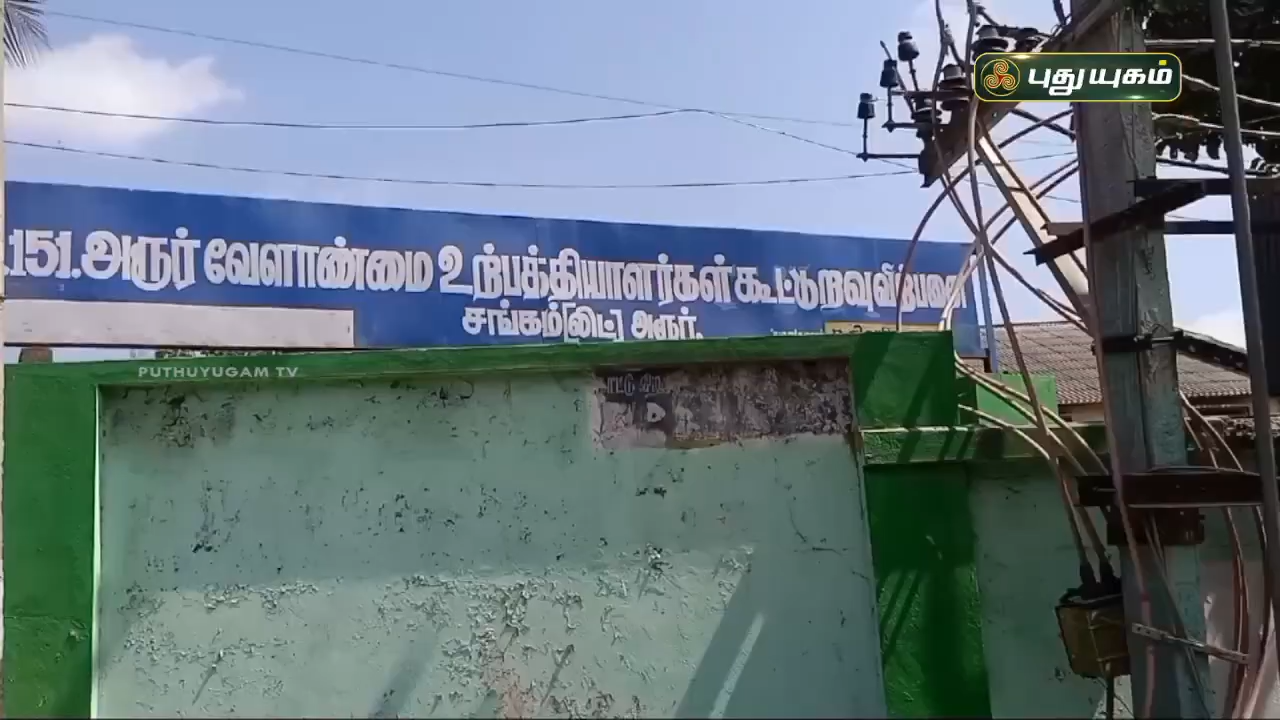 புதுயுகம்
151. அரூர் வேளாண்மை உற்பத்தியாளர்கள் கூட்டுறவு விற்பனை
சங்கம் [லிட்] அரூர்.
PUTHUYUGAM TV